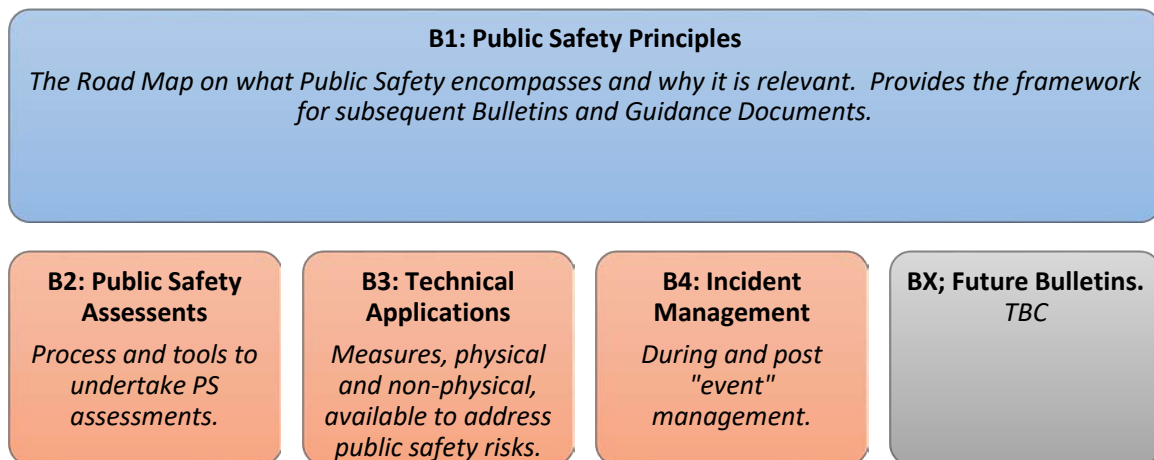 B1: Public Safety Principles
The Road Map on what Public Safety encompasses and why it is relevant.  Provides the framework
for subsequent Bulletins and Guidance Documents.
B2: Public Safety
Assessents
Process and tools to
undertake PS
assessments.
B3: Technical
Applications
Measures, physical
and non-physical,
available to address
public safety risks.
B4: Incident
Management
During and post
"event"
management.
BX; Future Bulletins.
TBC